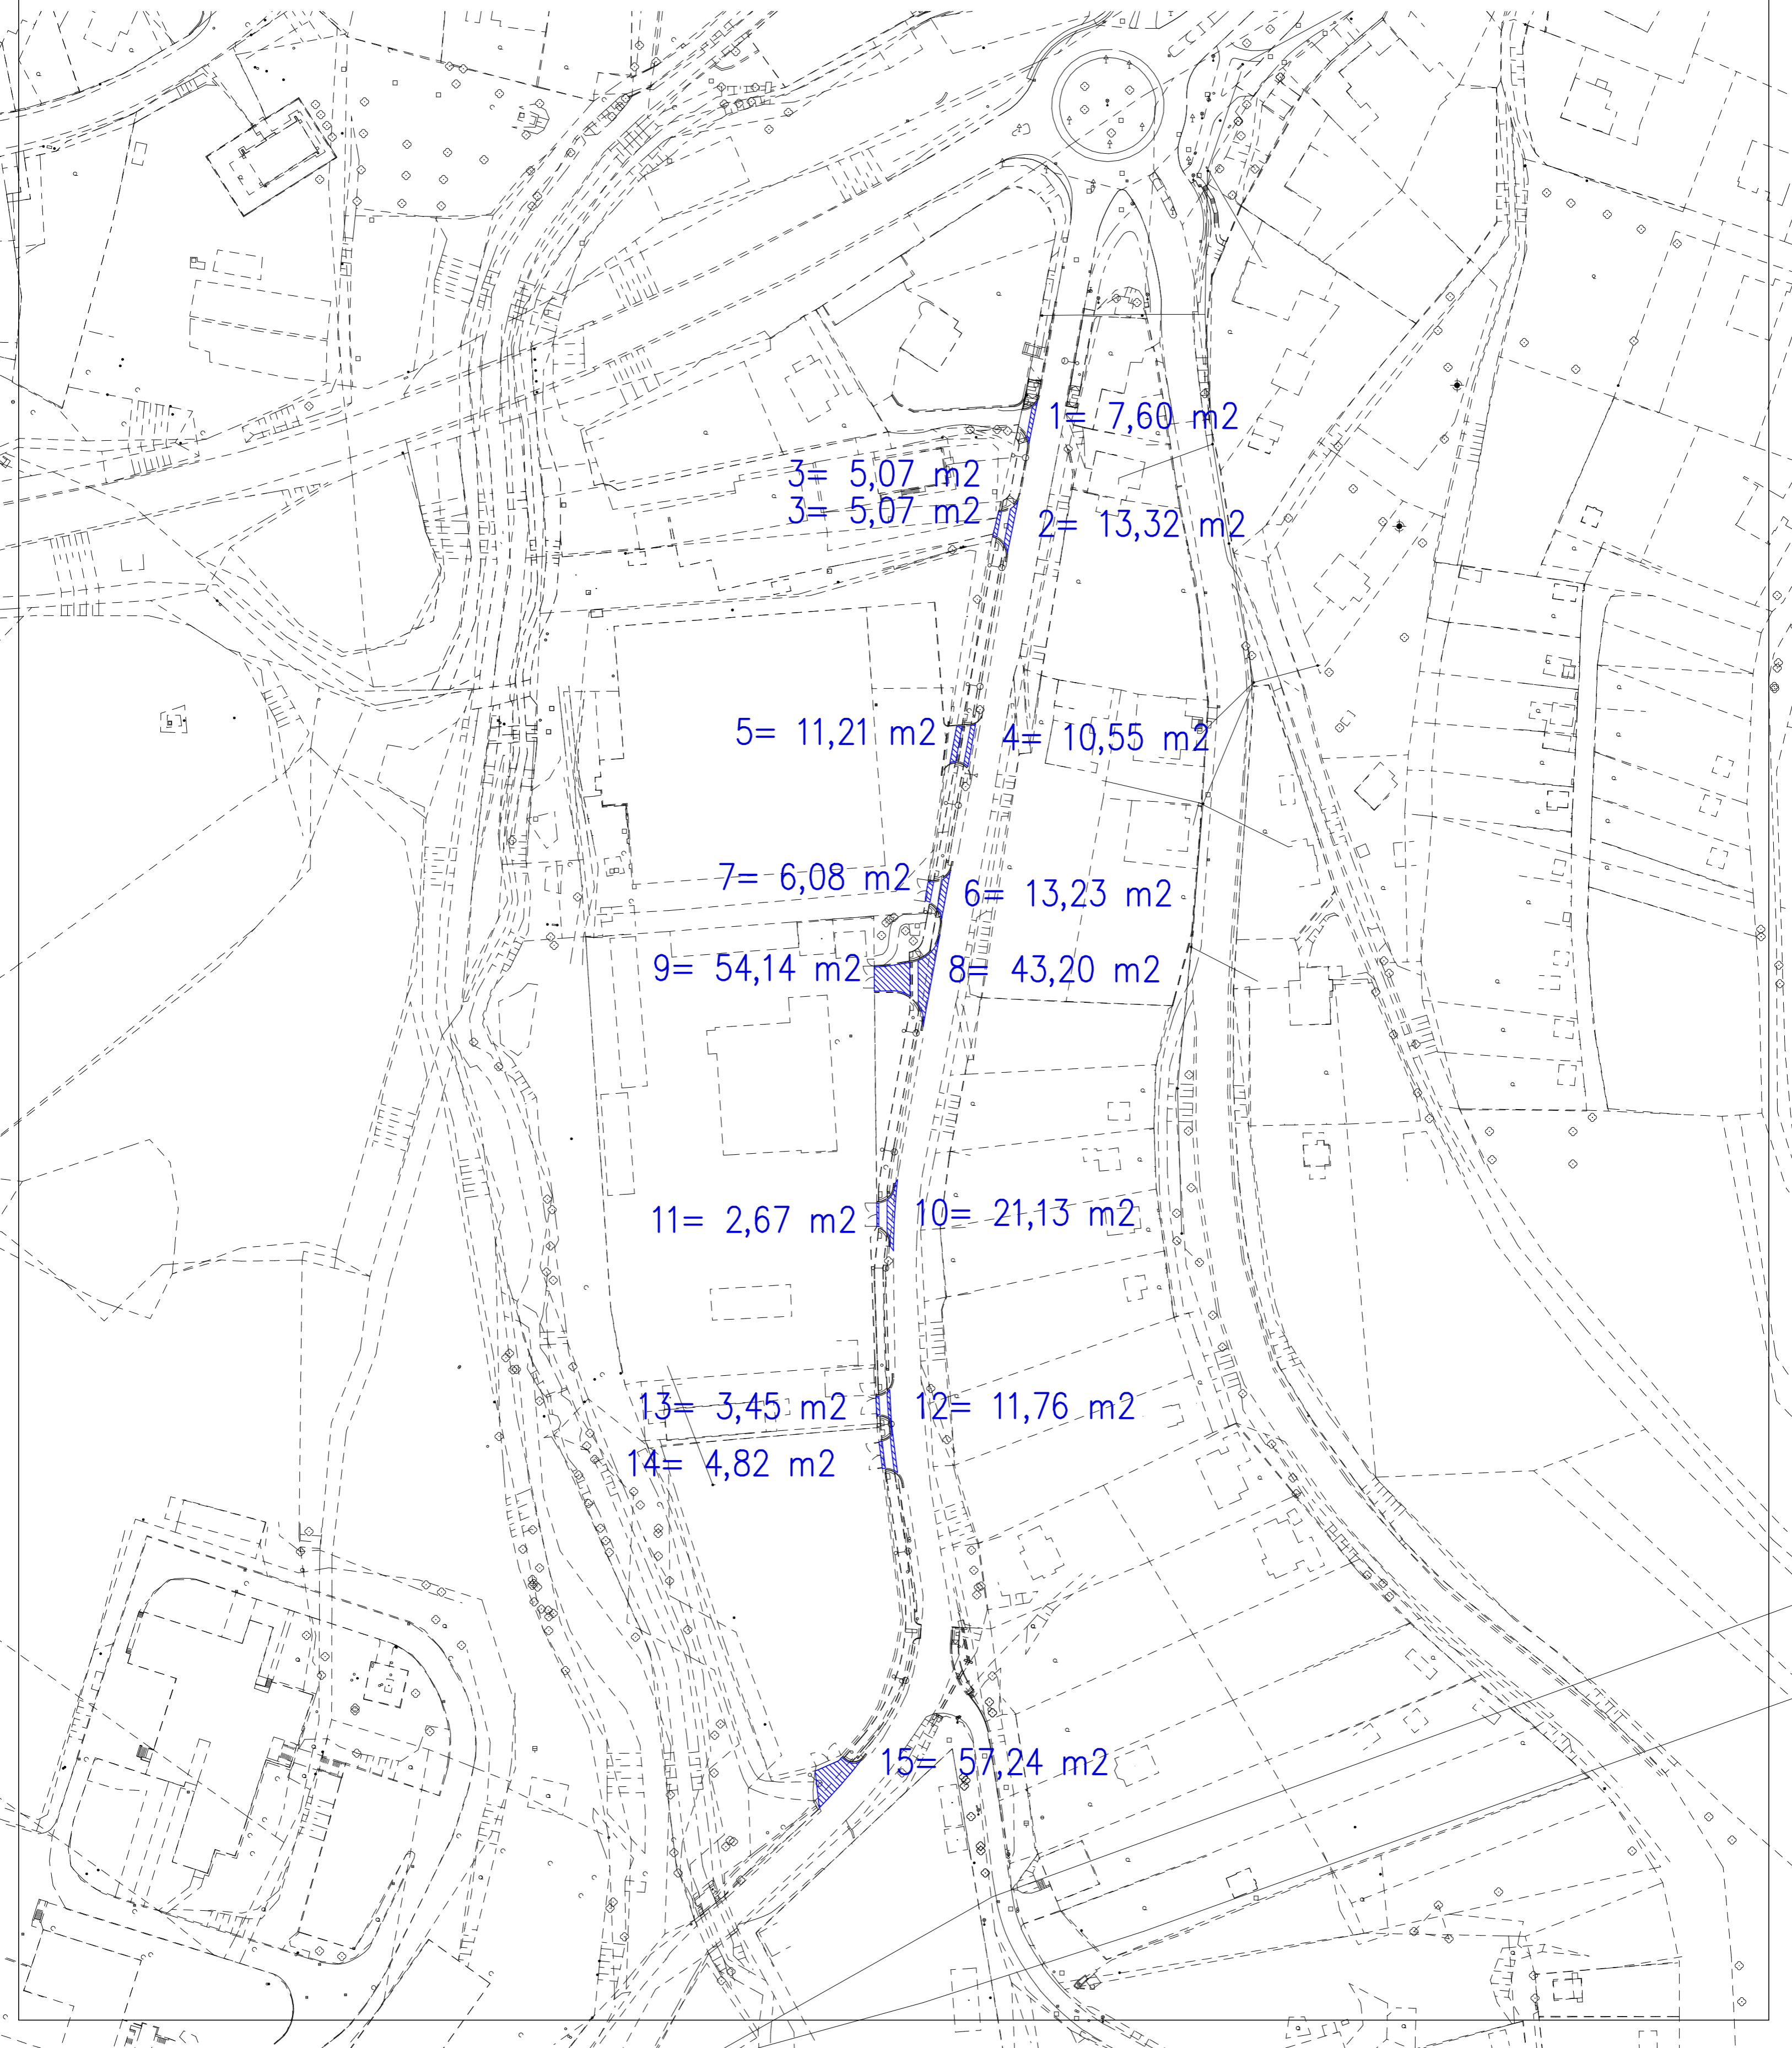 1= 7,60 m2
3= 5,07 m2
3= 5,07 m2
2= 13,32 m2
5= 11,21 m2
4= 10,55 m2
7= 6,08 m2
6= 13,23 m2
9= 54,14 m2
8= 43,20 m2
11= 2,67 m2
10= 21,13 m2
13= 3,45 m2
12= 11,76 m2
14= 4,82 m2
15= 57,24 m2